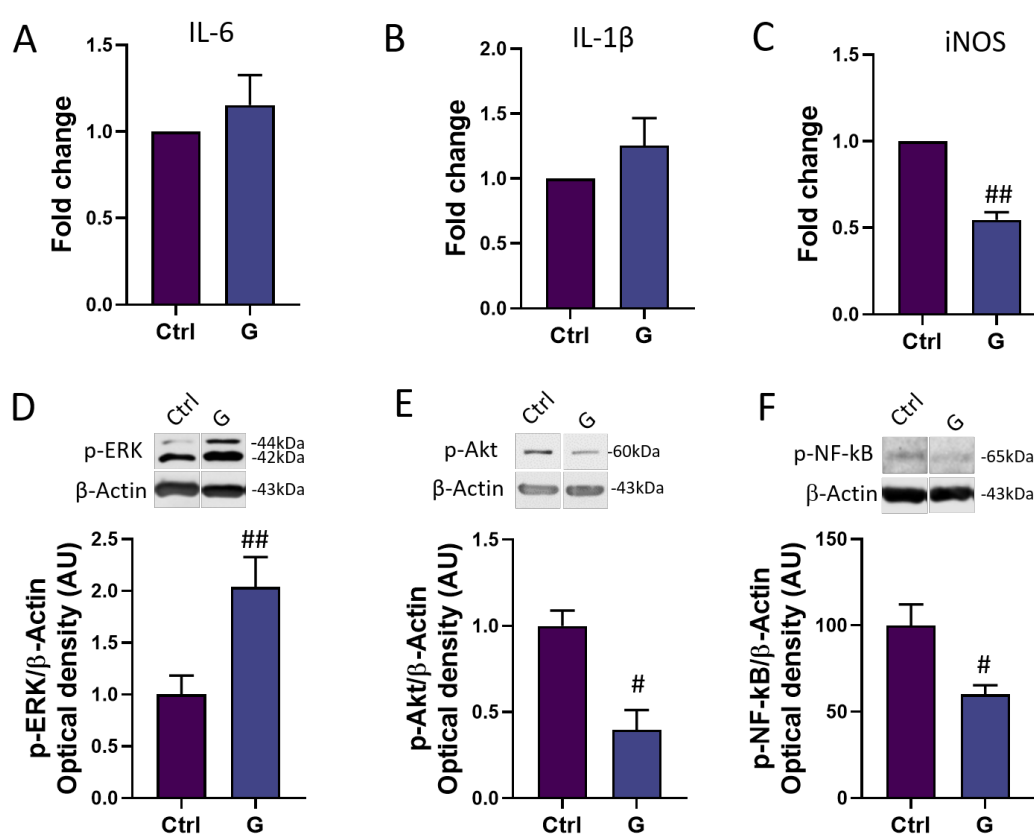 A
IL-6
Fold change
1.5
1.0
0.5
0.0
Ctrl
G
B
IL-1β
Fold change
2.0
1.5
1.0
0.5
0.0
Ctrl
G
C
iNOS
Fold change
1.5
1.0
0.5
0.0
##
Ctrl
G
D
Ctrl
G
p-ERK
-44kDa
-42kDa
β-Actin
-43kDa
p-ERK/β-Actin
Optical density (AU)
2.5
2.0
1.5
1.0
0.5
0.0
##
Ctrl
G
E
Ctrl
G
p-Akt
-60kDa
β-Actin
-43kDa
p-Akt/β-Actin
Optical density (AU)
1.5
1.0
0.5
0.0
#
Ctrl
G
F
Ctrl
G
p-NF-kB
-65kDa
β-Actin
-43kDa
p-NF-kB/β-Actin
Optical density (AU)
150
100
50
0
#
Ctrl
G